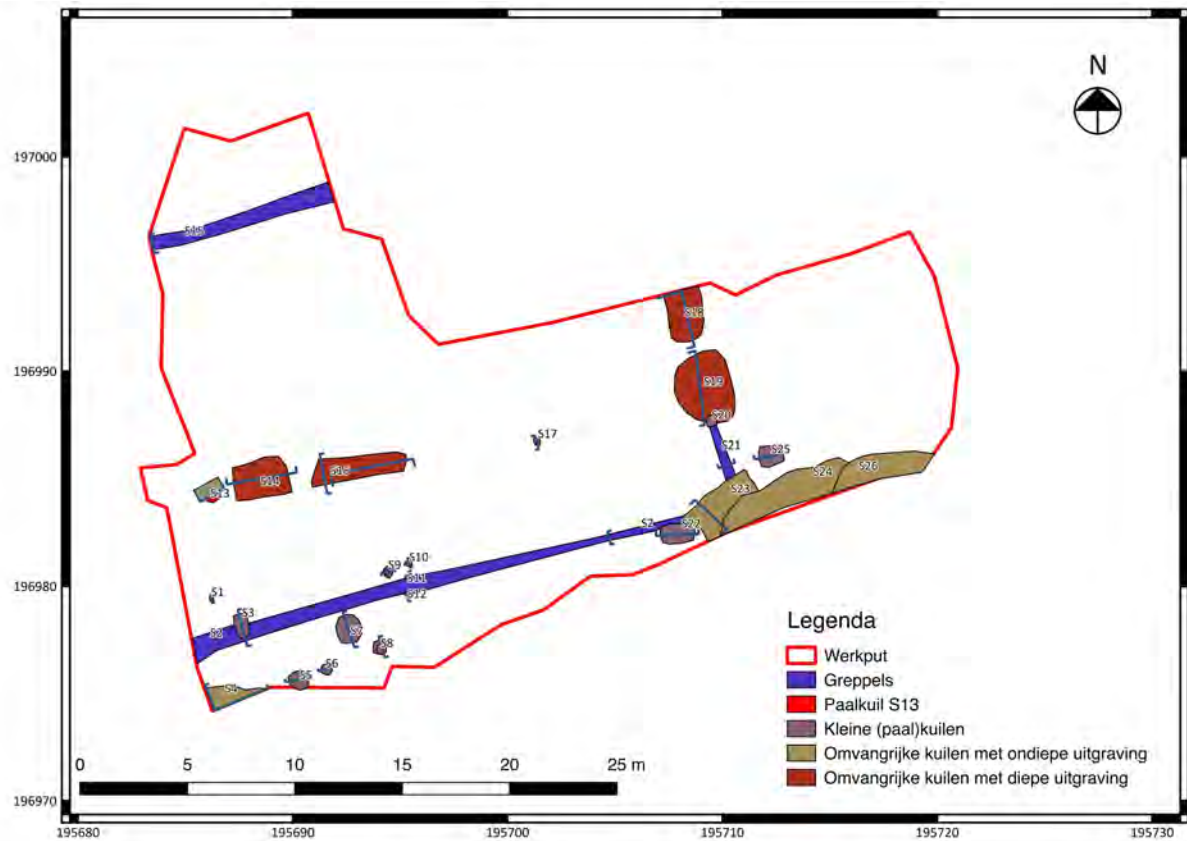 N
197000
196990
196980
196970
S18
S19
S20
S17
S21
S25
S24
S26
S14
S13
S23
S2
S22
S10
S9
S11
S12
S1
S3
S2
S7
S8
S6
S5
S4
Legenda
Werkput
Greppels
Paalkuil S13
Kleine (paal)kuilen
Omvangrijke kuilen met ondiepe uitgraving
Omvangrijke kuilen met diepe uitgraving
0 5 10 15 20 25 m
195680 195690 195700 195710 195720 195730